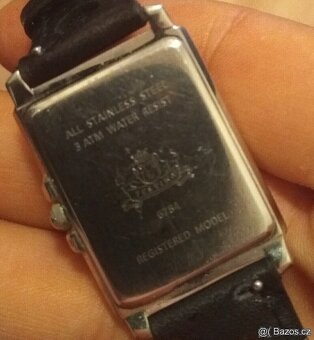 ALL STAINLESS STEEL
3 ATM WATER RESIST
REGISTERED MODEL
@( Bazos.cz